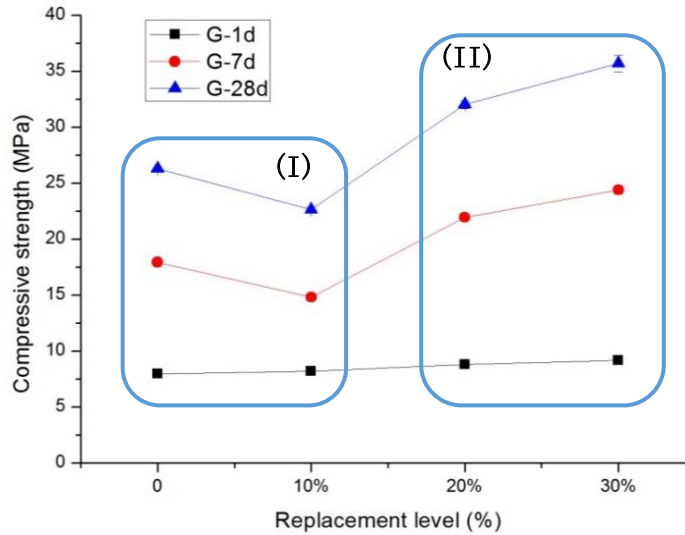 G-1d
G-7d
G-28d
(I)
(II)
Compressive strength (MPa)
40
35
30
25
20
15
10
5
0
0
10%
20%
30%
Replacement level (%)